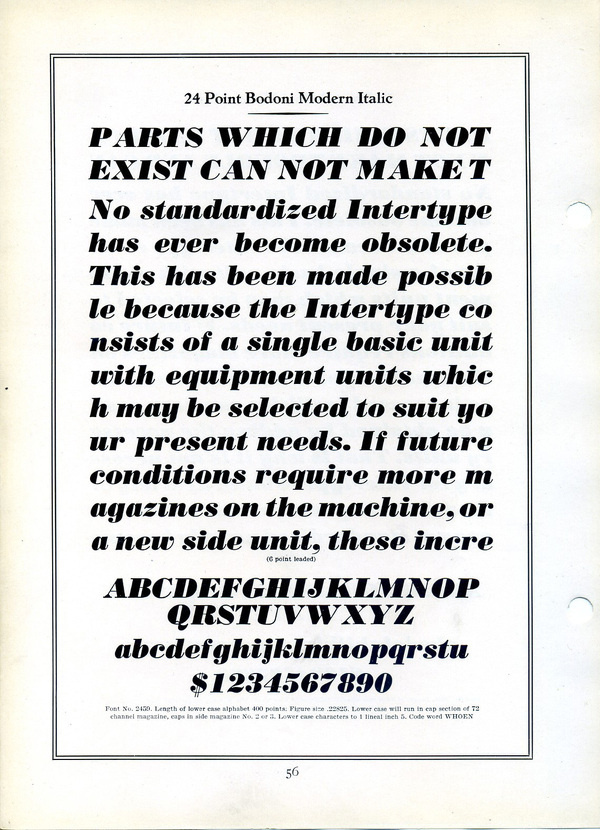 24 Point Bodoni Modern Italic
PARTS WHICH DO NOT
EXIST CAN NOT MAKE T
No standardized Intertype
has ever become obsolete.
This has been made possib
le because the Intertype co
nsists of a single basic unit
with equipment units whic
h may be selected to suit yo
ur present needs. If future
conditions require more m
agazines on the machine, or
a new side unit, these incre
(6 point leaded)
ABCDEFGHIJKLMNOP
QRSTUVWXYZ
abcdefghijklmnopqrstu
$1234567890
Font No. 2459. Length of lower case alphabet 400 points. Figure size .22825. Lower case will run in cap section of 72
channel magazine, caps in side magazine No. 2 or 3. Lower case characters to 1 lineal inch 5. Code word WHOEN
56